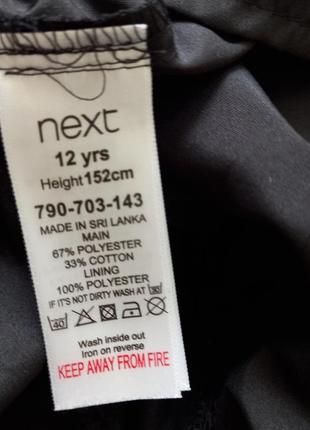 next
12 yrs
Height 152cm
790-703-143
MADE IN SRI LANKA
MAIN
67% POLYESTER
33% COTTON
LINING
100% POLYESTER
IF IT'S NOT DIRTY WASH AT 30
40
Wash inside out
Iron on reverse
KEEP AWAY FROM FIRE